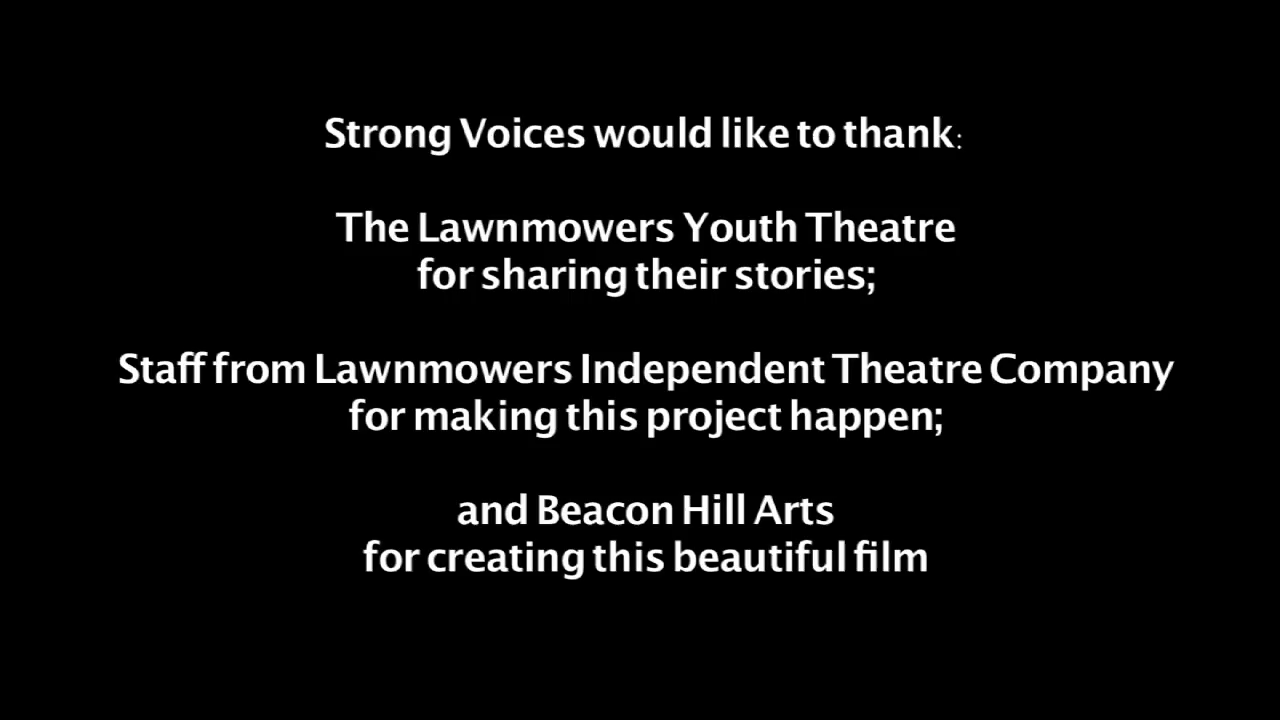 Strong Voices would like to thank:
The Lawnmowers Youth Theatre
for sharing their stories;
Staff from Lawnmowers Independent Theatre Company
for making this project happen;
and Beacon Hill Arts
for creating this beautiful film